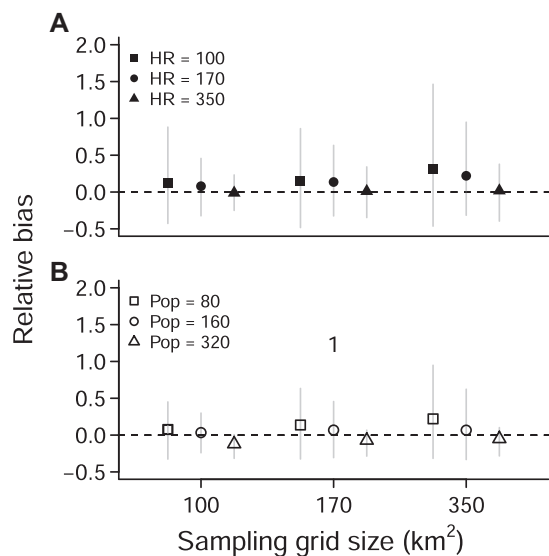 A
2.0
1.5
1.0
0.5
0.0
−0.5
HR = 100
HR = 170
HR = 350
Relative bias
B
2.0
1.5
1.0
0.5
0.0
−0.5
Pop = 80
Pop = 160
Pop = 320
1
100 170 350
Sampling grid size (km²)